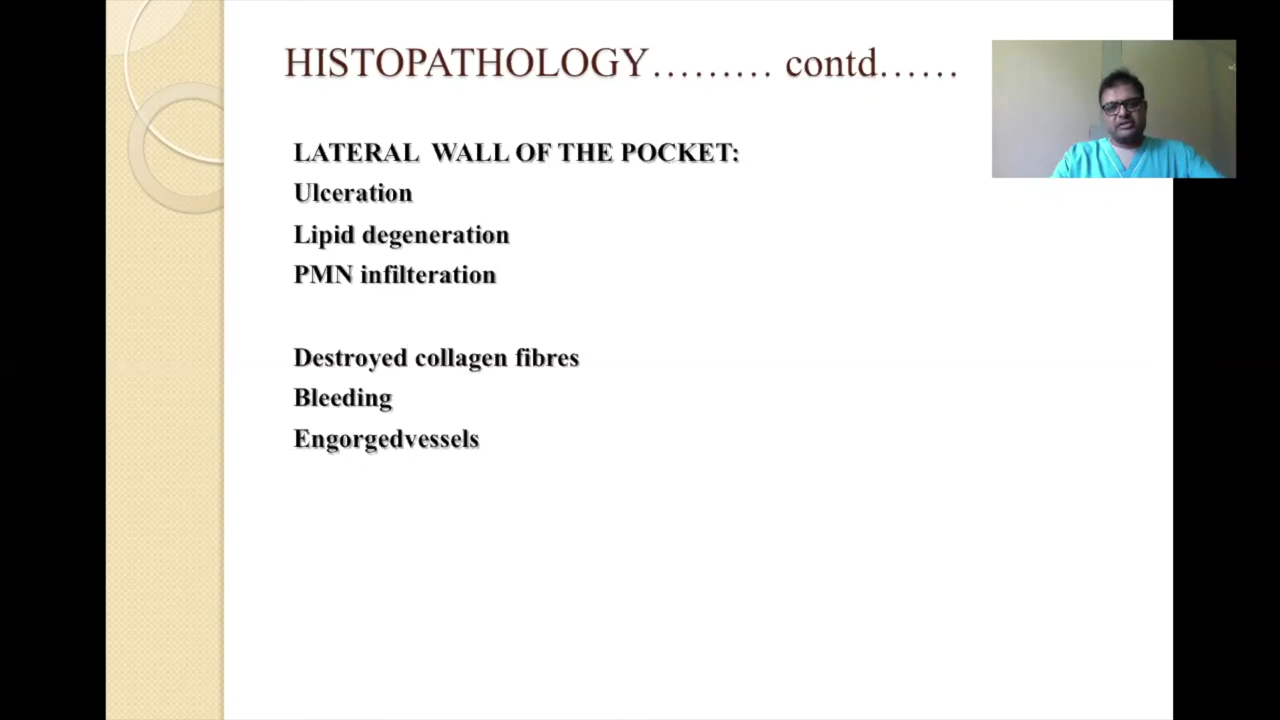 HISTOPATHOLOGY……… contd……
LATERAL WALL OF THE POCKET:
Ulceration
Lipid degeneration
PMN infilteration
Destroyed collagen fibres
Bleeding
Engorgedvessels